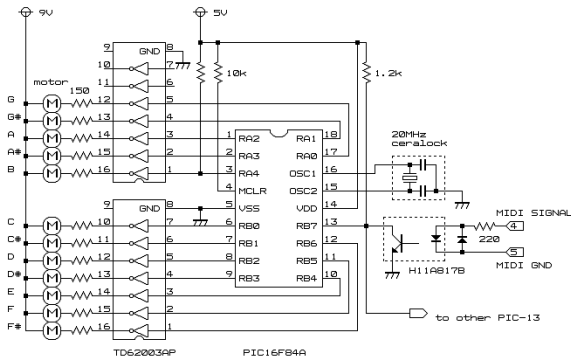 9V 5V
9 GND 8
10 7
motor 11 6 10k 1.2k
150
G M 12 5
G# M 13 4 20MHz
ceralock
A M 14 3 1 RA2 RA1 18
A# M 15 2 2 RA3 RA0 17
B M 16 1 3 RA4 OSC1 16
4 MCLR OSC2 15
9 GND 8 5 VSS VDD 14
C M 10 7 6 RB0 RB7 13 MIDI SIGNAL
4
C# M 11 6 7 RB1 RB6 12 220
D M 12 5 8 RB2 RB5 11 5
MIDI GND
D# M 13 4 9 RB3 RB4 10 H11A817B
E M 14 3
F M 15 2 to other PIC-13
F# M 16 1
TD62003AP PIC16F84A